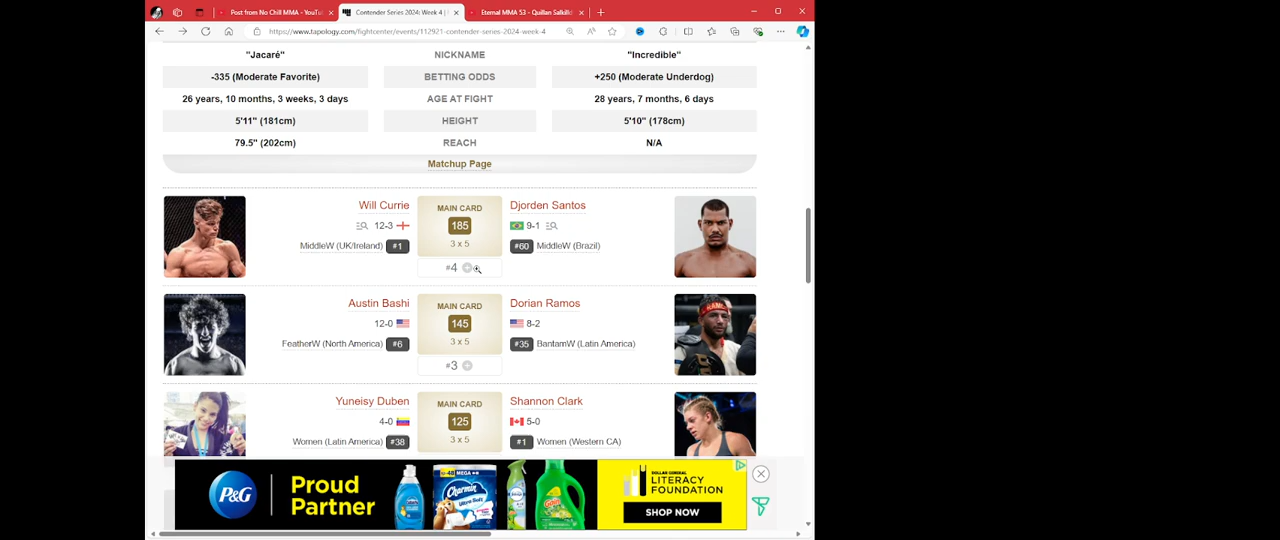 Post from No Chill MMA - YouTu
Contender Series 2024: Week 4 |
Eternal MMA 53 - Quillan Salkilld
https://www.tapology.com/fightcenter/events/112921-contender-series-2024-week-4
"Jacaré" NICKNAME "Incredible"
-335 (Moderate Favorite) BETTING ODDS +250 (Moderate Underdog)
26 years, 10 months, 3 weeks, 3 days AGE AT FIGHT 28 years, 7 months, 6 days
5'11" (181cm) HEIGHT 5'10" (178cm)
79.5" (202cm) REACH N/A
Matchup Page
Will Currie MAIN CARD Djorden Santos
12-3 185 9-1
MiddleW (UK/Ireland) #1 3 x 5 #60 MiddleW (Brazil)
#4
Austin Bashi MAIN CARD Dorian Ramos
12-0 145 8-2
FeatherW (North America) #6 3 x 5 #35 BantamW (Latin America)
#3
Yuneisy Duben MAIN CARD Shannon Clark
4-0 125 5-0
Women (Latin America) #38 3 x 5 #1 Women (Western CA)
P&G Proud Partner
DOLLAR GENERAL
LITERACY
FOUNDATION
SHOP NOW